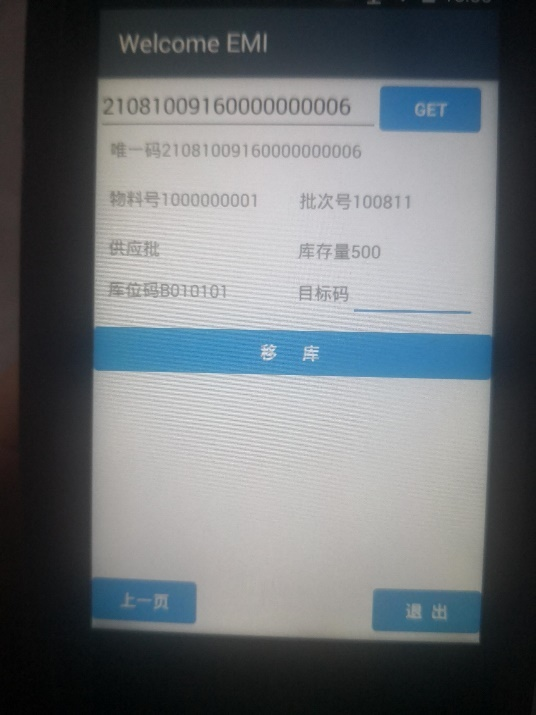 Welcome EMI
21081009160000000006 GET
唯一码21081009160000000006
物料号1000000001 批次号100811
供应批 库存量500
库位码B010101 目标码
移 库
上一页 退 出